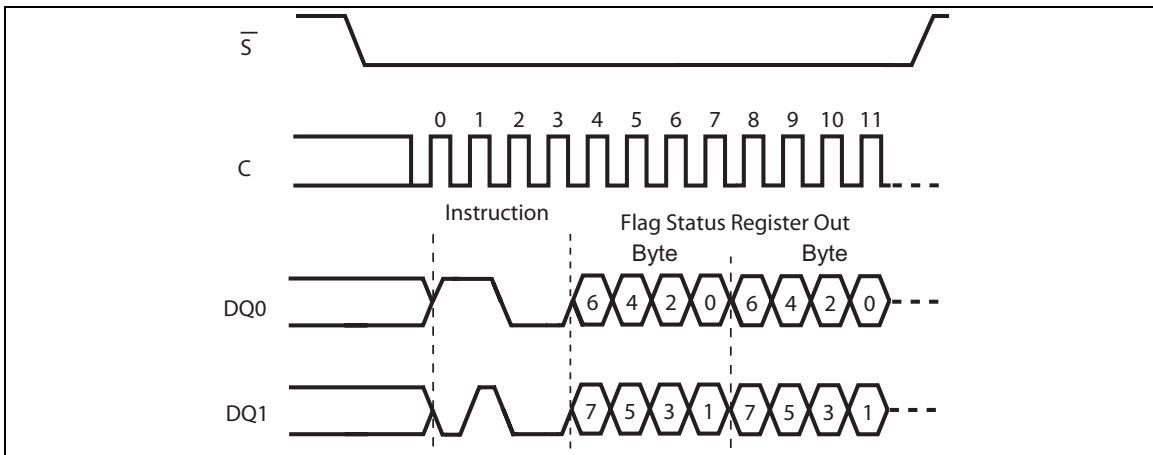 S
0 1 2 3 4 5 6 7 8 9 10 11
C
Instruction
Flag Status Register Out
Byte Byte
DQ0
6 4 2 0 6 4 2 0
DQ1
7 5 3 1 7 5 3 1